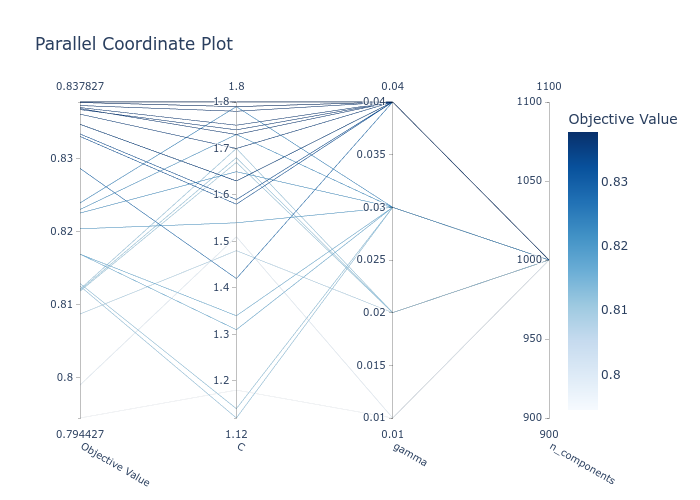 Parallel Coordinate Plot
0.837827 1.8 0.04 1100
1.8 0.04 1100
Objective Value
1.7
0.83 0.035 1050 0.83
1.6
0.03
0.82 1.5 0.82
0.025 1000
1.4
0.81 0.02 0.81
1.3 950
0.8 1.2 0.015 0.8
0.01 900
0.794427 1.12 0.01 900
Objective Value C gamma n_components